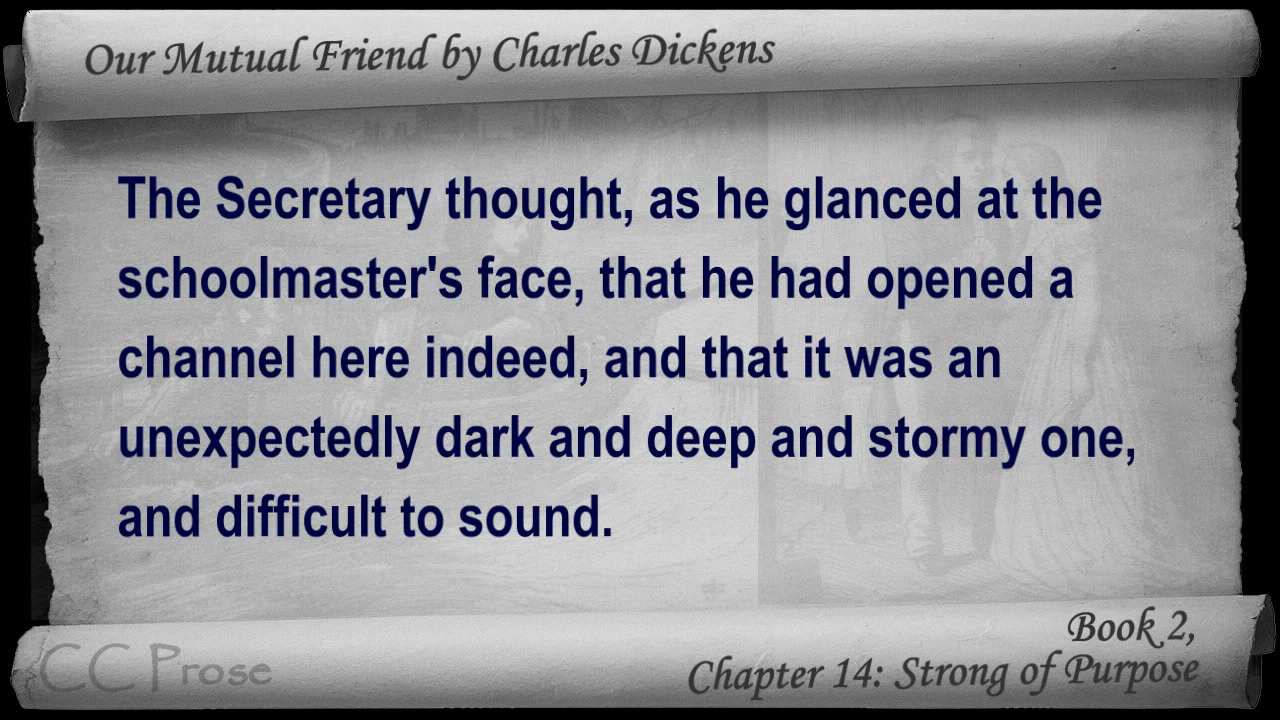 Our Mutual Friend by Charles Dickens
The Secretary thought, as he glanced at the
schoolmaster's face, that he had opened a
channel here indeed, and that it was an
unexpectedly dark and deep and stormy one,
and difficult to sound.
Book 2,
Chapter 14: Strong of Purpose
CC Prose